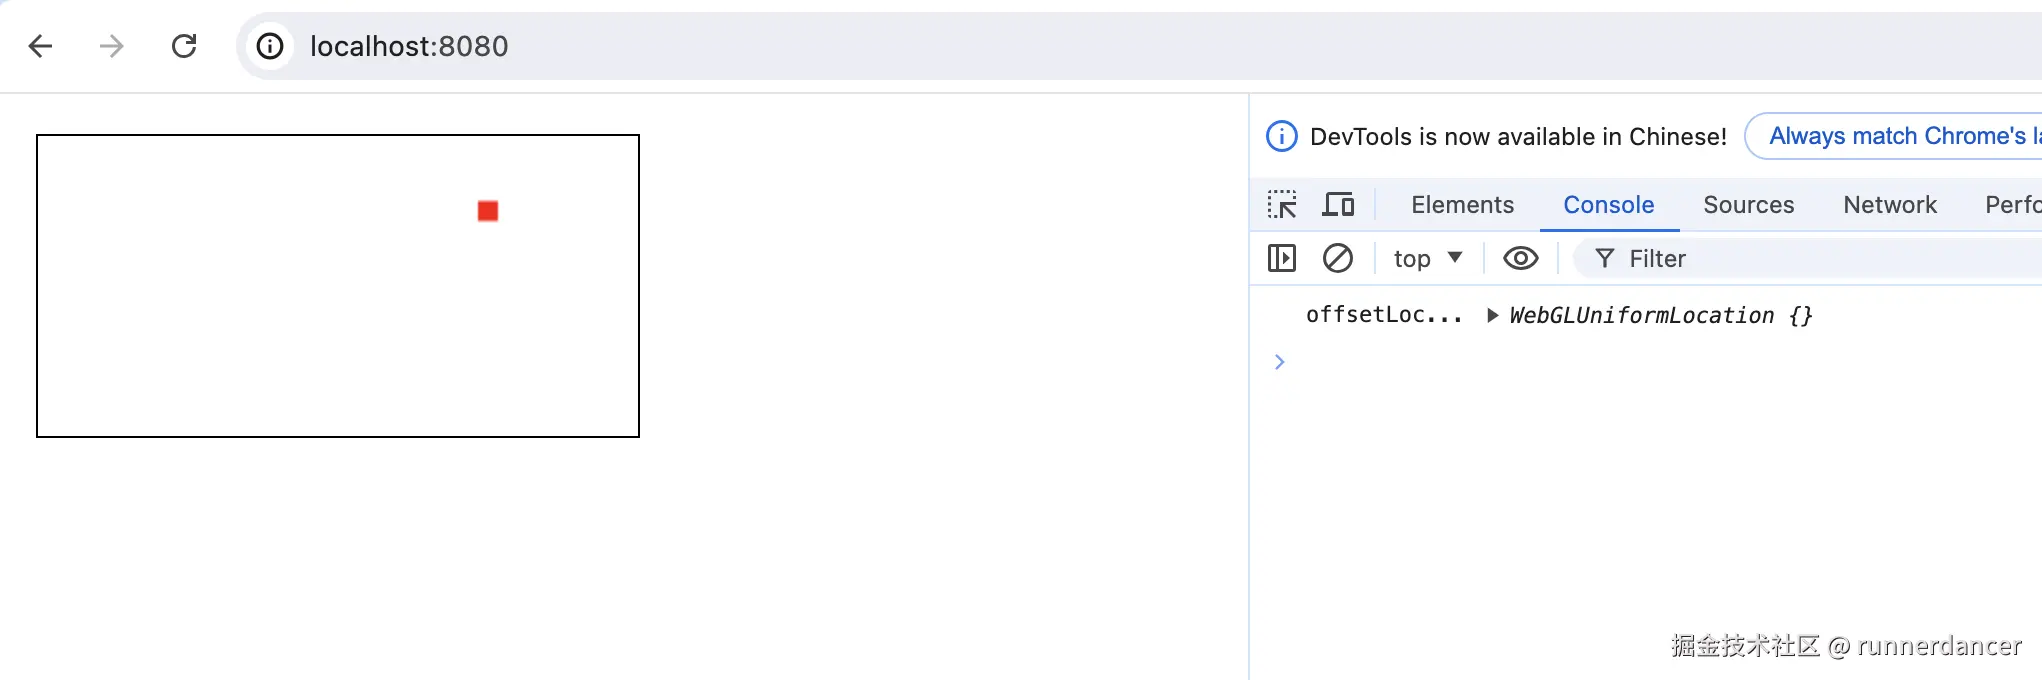 localhost:8080
DevTools is now available in Chinese!
Always match Chrome's la
Elements Console Sources Network Perfo
top Filter
offsetLoc... WebGLUniformLocation {}
掘金技术社区 @ runnerdancer